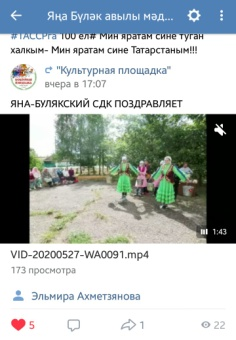 Яңа Бүләк авылы мәд...
#ТАССРга 100 ел# Мин яратам сине туган
халкым- Мин яратам сине Татарстаным!!!
"Культурная площадка"
вчера в 17:07
ЯНА-БУЛЯКСКИЙ СДК ПОЗДРАВЛЯЕТ
1:43
VID-20200527-WA0091.mp4
173 просмотра
Эльмира Ахметзянова
5
1
22